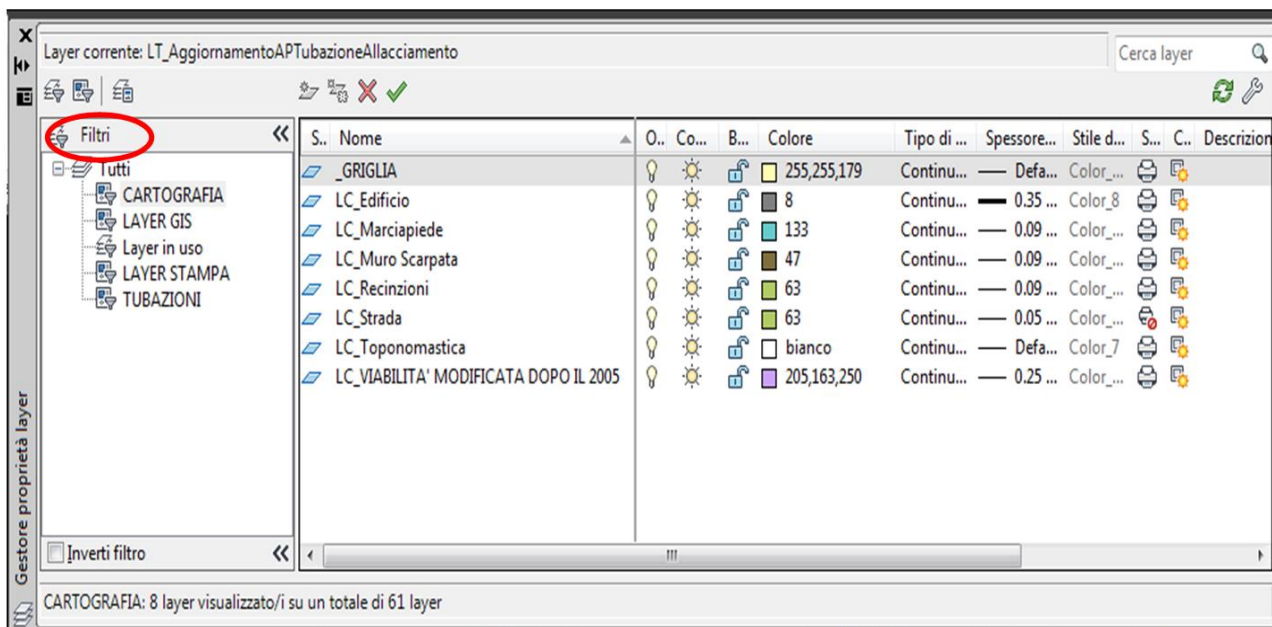 Layer corrente: LT_AggiornamentoAPTubazioneAllacciamento
Cerca layer
Filtri
S.. Nome O.. Co... B... Colore Tipo di ... Spessore... Stile d... S... C.. Descrizion
Tutti
CARTOGRAFIA
LAYER GIS
Layer in uso
LAYER STAMPA
TUBAZIONI
_GRIGLIA 255,255,179 Continu... Defa... Color_...
LC_Edificio 8 Continu... 0.35 ... Color_8
LC_Marciapiede 133 Continu... 0.09 ... Color_...
LC_Muro Scarpata 47 Continu... 0.09 ... Color_...
LC_Recinzioni 63 Continu... 0.09 ... Color_...
LC_Strada 63 Continu... 0.05 ... Color_...
LC_Toponomastica bianco Continu... Defa... Color_7
LC_VIABILITA' MODIFICATA DOPO IL 2005 205,163,250 Continu... 0.25 ... Color_...
Inverti filtro
Gestore proprietà layer
CARTOGRAFIA: 8 layer visualizzato/i su un totale di 61 layer